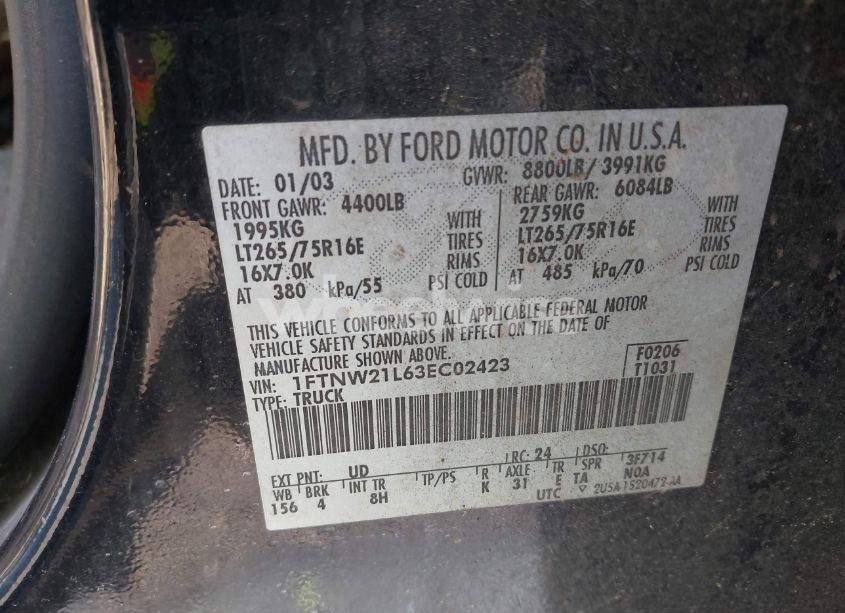 MFD. BY FORD MOTOR CO. IN U.S.A.
DATE: 01/03 GVWR: 8800LB/ 3991KG
FRONT GAWR: 4400LB REAR GAWR: 6084LB
1995KG WITH 2759KG WITH
LT265/75R16E TIRES LT265/75R16E TIRES
16X7.0K RIMS 16X7.0K RIMS
AT 380 kPa/55 PSI COLD AT 485 kPa/70 PSI COLD
THIS VEHICLE CONFORMS TO ALL APPLICABLE FEDERAL MOTOR
VEHICLE SAFETY STANDARDS IN EFFECT ON THE DATE OF
MANUFACTURE SHOWN ABOVE.
VIN: 1FTNW21L63EC02423 F0206
TYPE: TRUCK T1031
EXT PNT: UD RC: 24 DSO:
WB BRK INT TR TP/PS R AXLE TR SPR 3F714
156 4 8H K 31 E TA N0A
UTC